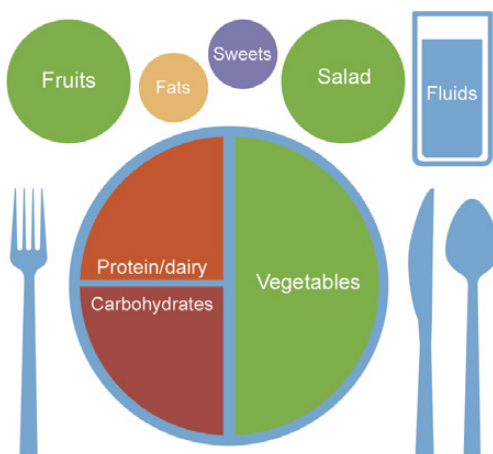 Fruits
Fats
Sweets
Salad
Fluids
Protein/dairy
Carbohydrates
Vegetables